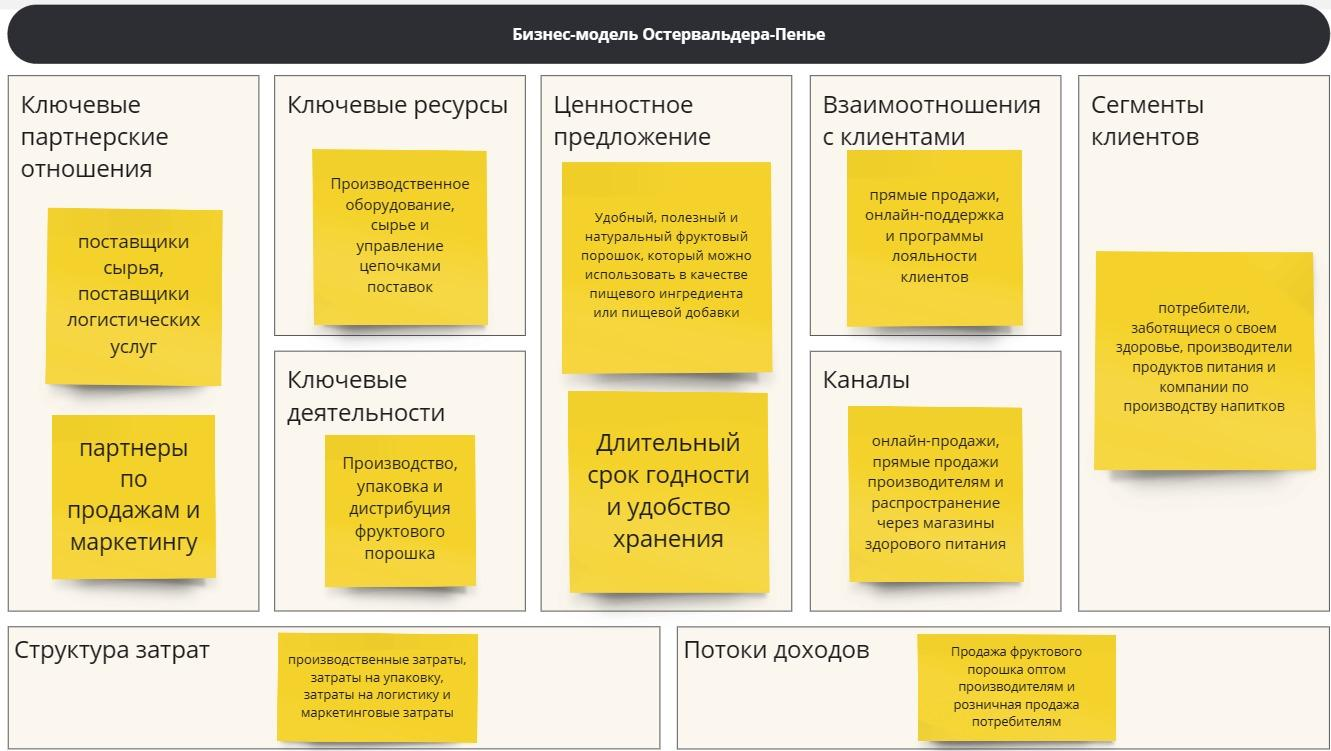 Бизнес-модель Остервальдера-Пенье
Ключевые
партнерские
отношения
поставщики
сырья,
поставщики
логистических
услуг
партнеры
по
продажам и
маркетингу
Ключевые ресурсы
Производственное
оборудование,
сырье и
управление
цепочками
поставок
Ключевые
деятельности
Производство,
упаковка и
дистрибуция
фруктового
порошка
Ценностное
предложение
Удобный, полезный и
натуральный фруктовый
порошок, который можно
использовать в качестве
пищевого ингредиента
или пищевой добавки
Длительный
срок годности
и удобство
хранения
Взаимоотношения
с клиентами
прямые продажи,
онлайн-поддержка
и программы
лояльности
клиентов
Каналы
онлайн-продажи,
прямые продажи
производителям и
распространение
через магазины
здорового питания
Сегменты
клиентов
потребители,
заботящиеся о своем
здоровье, производители
продуктов питания и
компании по
производству напитков
Структура затрат
производственные затраты,
затраты на упаковку,
затраты на логистику и
маркетинговые затраты
Потоки доходов
Продажа фруктового
порошка оптом
производителям и
розничная продажа
потребителям